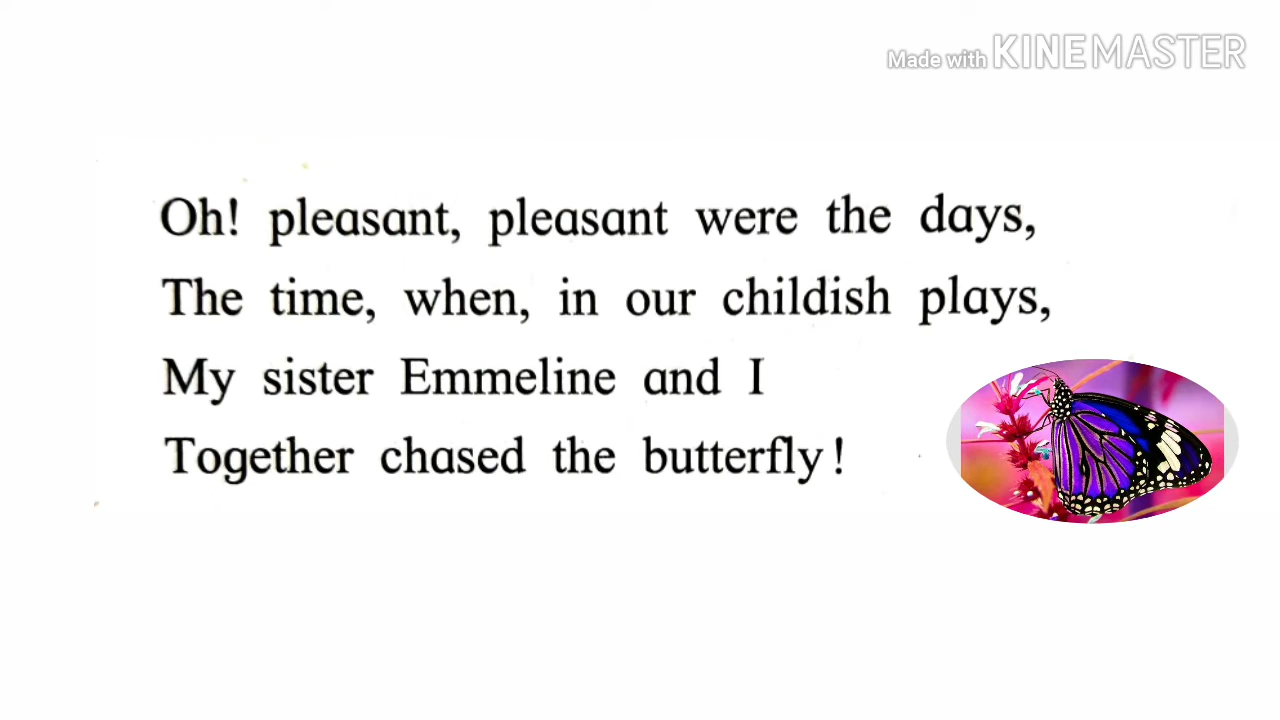 Made with KINEMASTER
Oh! pleasant, pleasant were the days,
The time, when, in our childish plays,
My sister Emmeline and I
Together chased the butterfly!